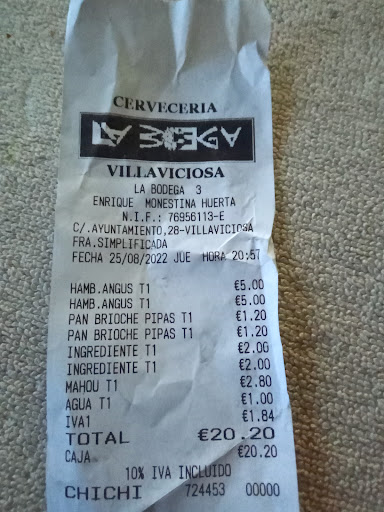 CERVECERIA
LA BODEGA
VILLAVICIOSA
LA BODEGA 3
ENRIQUE MONESTINA HUERTA
N.I.F.: 76956113-E
C/.AYUNTAMIENTO,28-VILLAVICIOSA
FRA.SIMPLIFICADA
FECHA 25/08/2022 JUE HORA 20:57
HAMB.ANGUS T1 €5.00
HAMB.ANGUS T1 €5.00
PAN BRIOCHE PIPAS T1 €1.20
PAN BRIOCHE PIPAS T1 €1.20
INGREDIENTE T1 €2.00
INGREDIENTE T1 €2.00
MAHOU T1 €2.80
AGUA T1 €1.00
IVA1 €1.84
TOTAL €20.20
CAJA €20.20
10% IVA INCLUIDO
CHICHI 724453 00000